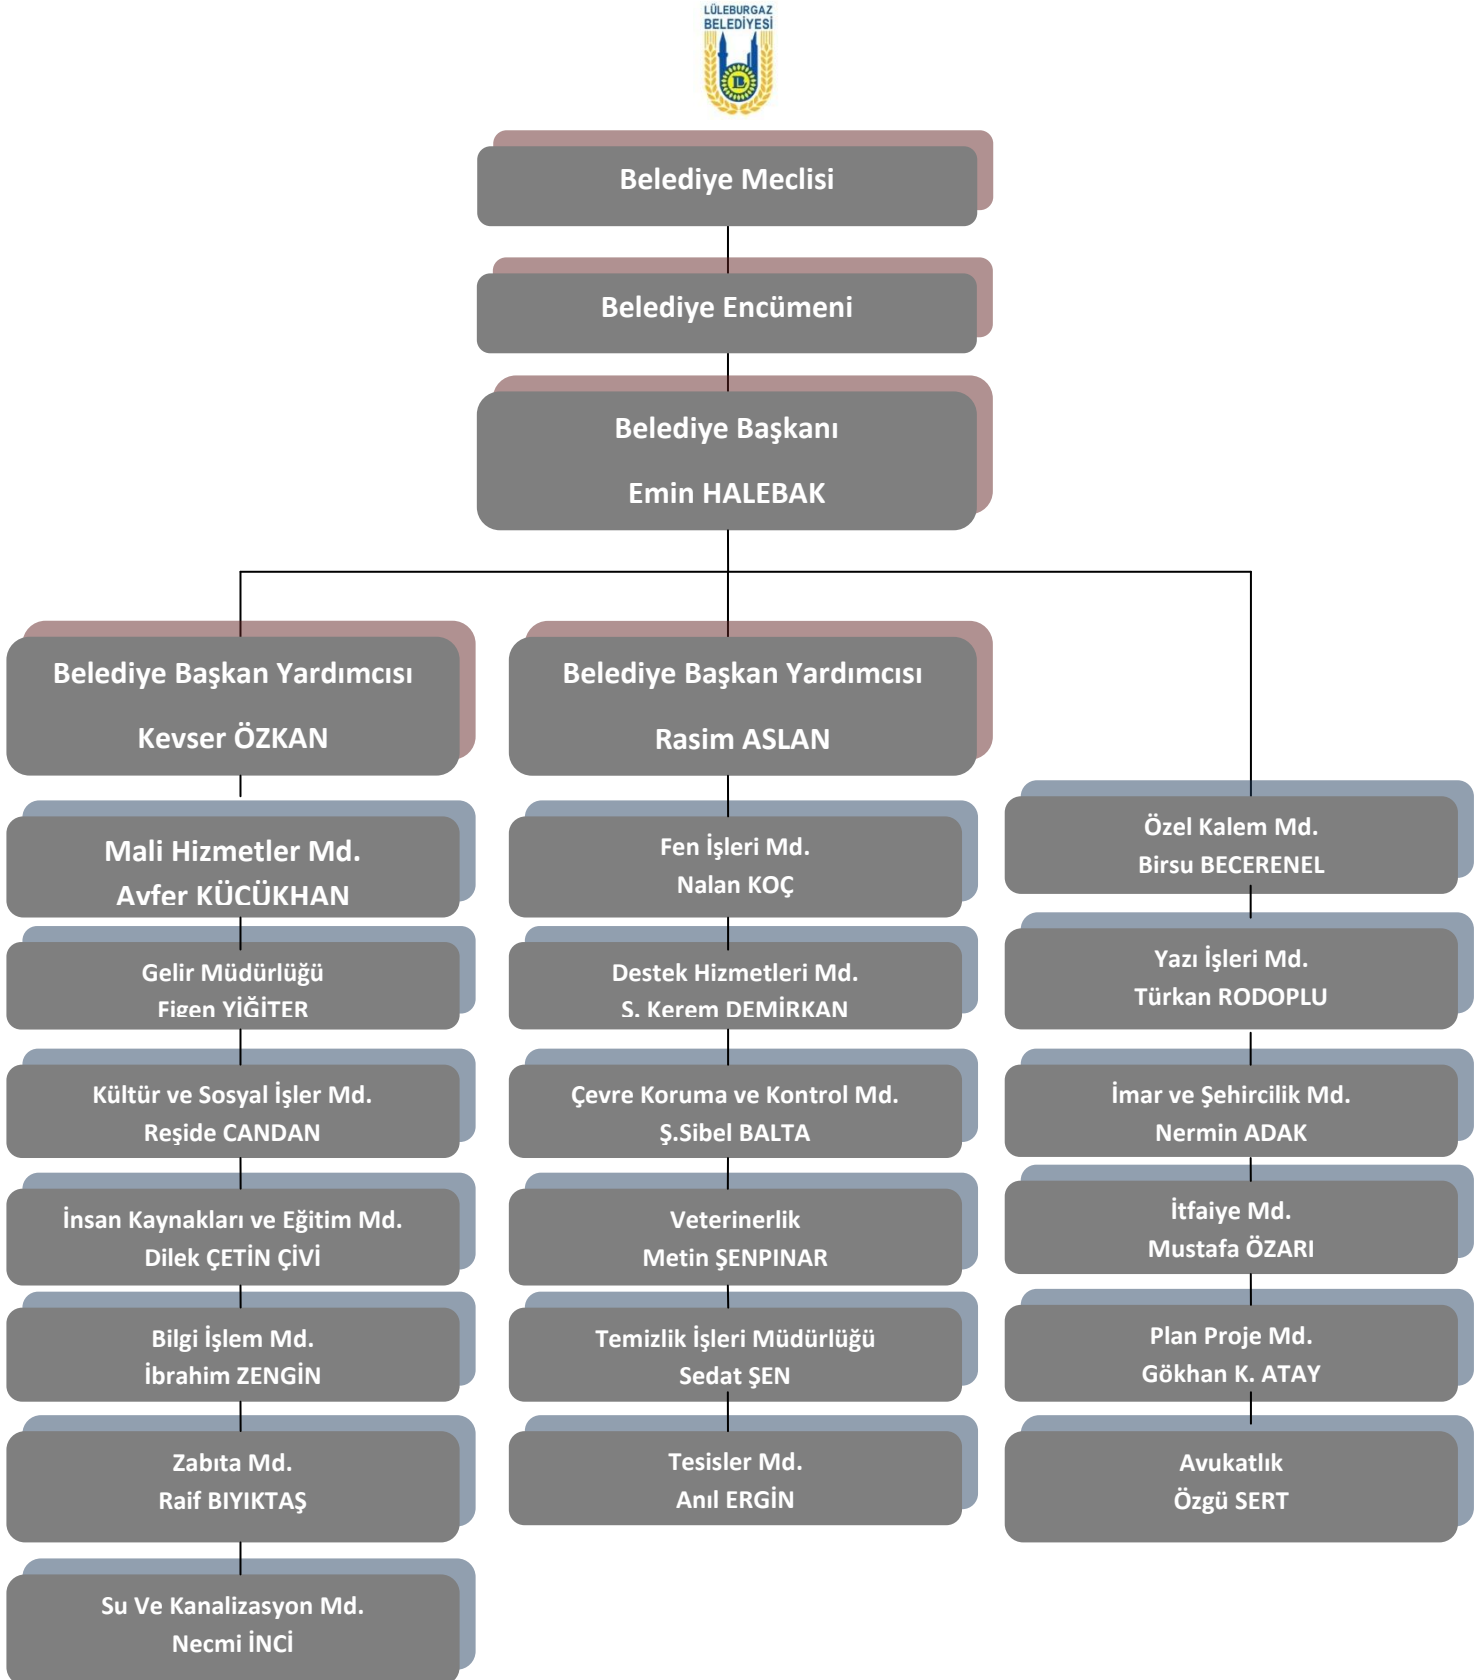 LÜLEBURGAZ
BELEDİYESİ
Belediye Meclisi
Belediye Encümeni
Belediye Başkanı
Emin HALEBAK
Belediye Başkan Yardımcısı
Kevser ÖZKAN
Mali Hizmetler Md.
Ayfer KÜÇÜKHAN
Gelir Müdürlüğü
Figen YİĞİTER
Kültür ve Sosyal İşler Md.
Reşide CANDAN
İnsan Kaynakları ve Eğitim Md.
Dilek ÇETİN ÇİVİ
Bilgi İşlem Md.
İbrahim ZENGİN
Zabıta Md.
Raif BIYIKTAŞ
Su Ve Kanalizasyon Md.
Necmi İNCİ
Belediye Başkan Yardımcısı
Rasim ASLAN
Fen İşleri Md.
Nalan KOÇ
Destek Hizmetleri Md.
S. Kerem DEMİRKAN
Çevre Koruma ve Kontrol Md.
Ş.Sibel BALTA
Veterinerlik
Metin ŞENPINAR
Temizlik İşleri Müdürlüğü
Sedat ŞEN
Tesisler Md.
Anıl ERGİN
Özel Kalem Md.
Birsu BECERENEL
Yazı İşleri Md.
Türkan RODOPLU
İmar ve Şehircilik Md.
Nermin ADAK
İtfaiye Md.
Mustafa ÖZARI
Plan Proje Md.
Gökhan K. ATAY
Avukatlık
Özgü SERT